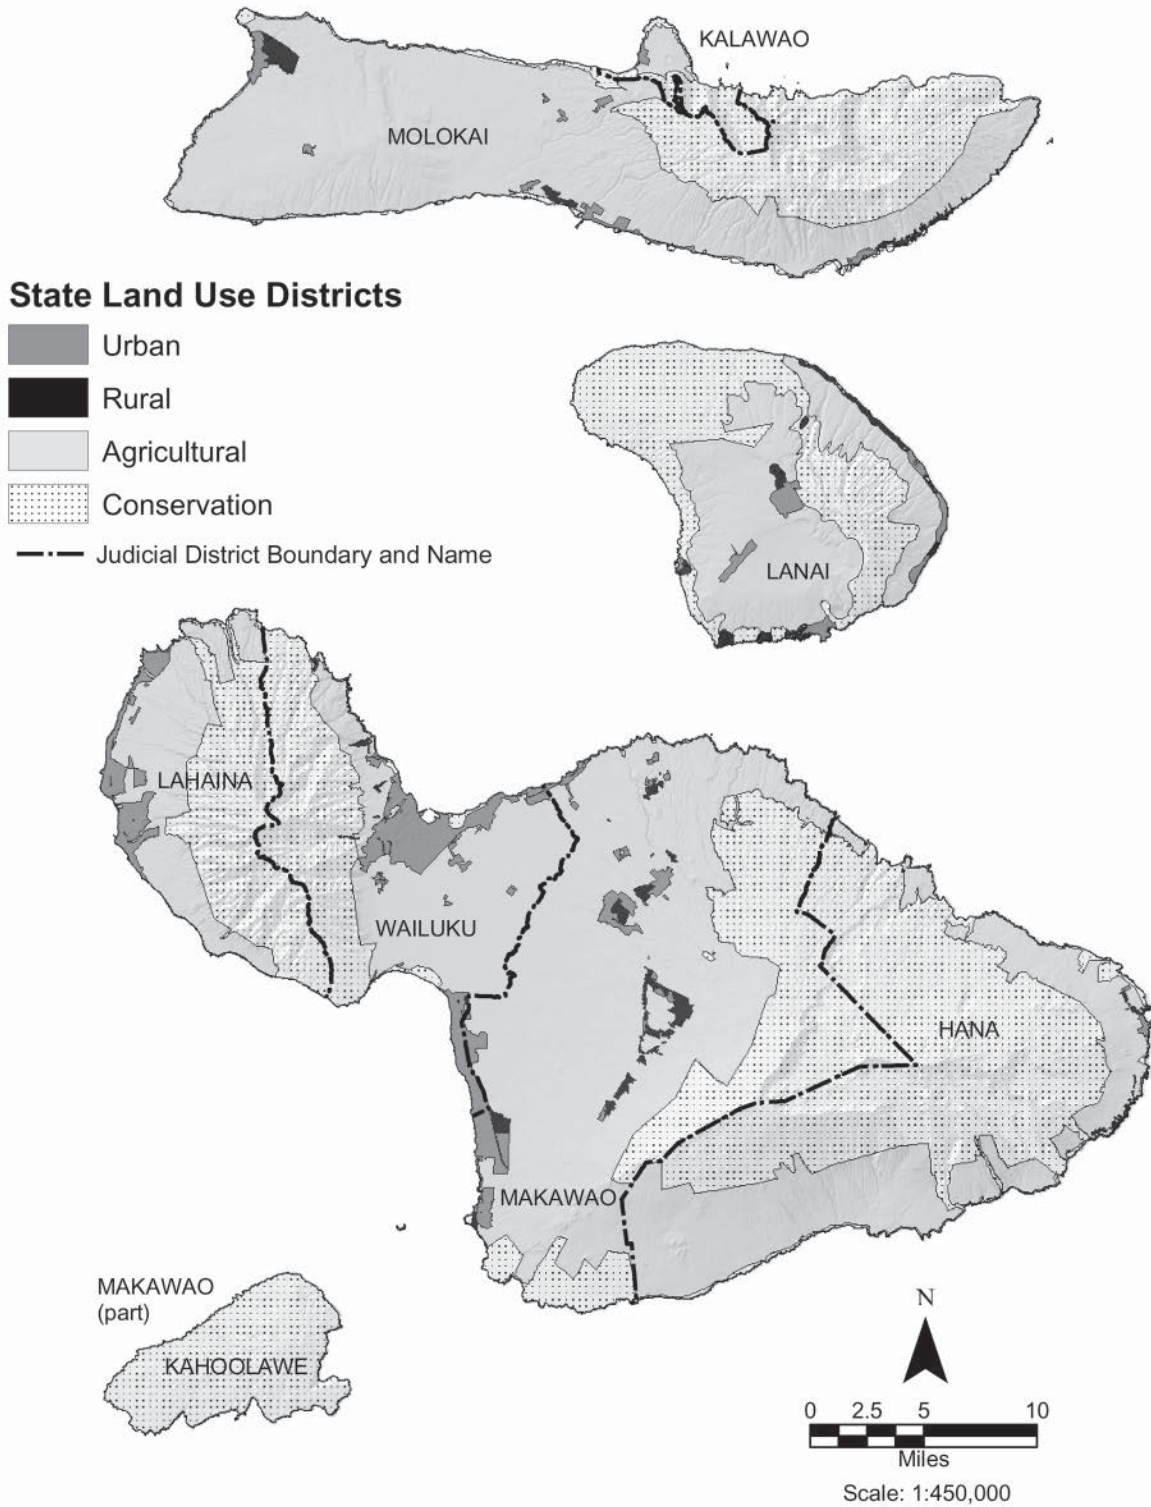 KALAWAO
MOLOKAI
State Land Use Districts
Urban
Rural
Agricultural
Conservation
Judicial District Boundary and Name
LANAI
LAHAINA
WAILUKU
HANA
MAKAWAO
MAKAWAO
(part)
KAHOOLAWE
N
0 2.5 5 10
Miles
Scale: 1:450,000